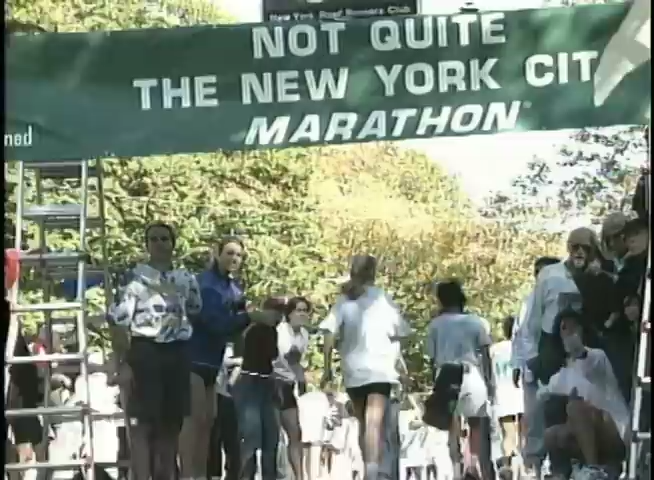 New York Road Runners Club
NOT QUITE
THE NEW YORK CIT
MARATHON
ned